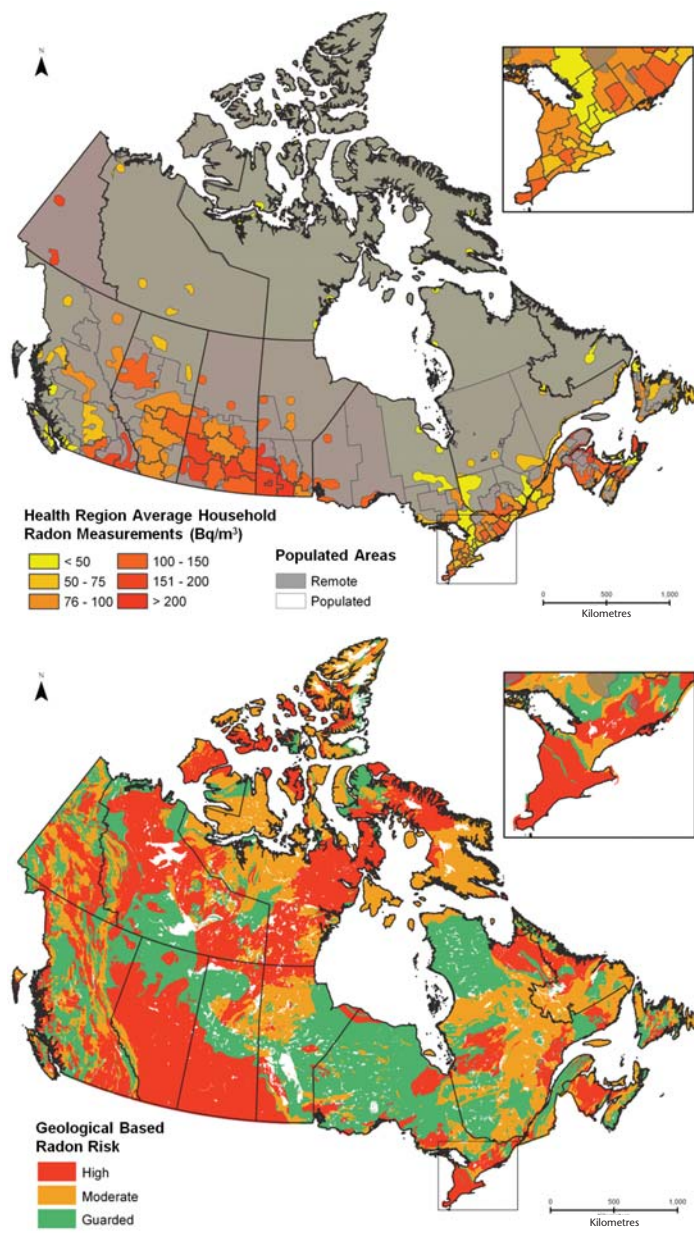 N
Health Region Average Household
Radon Measurements (Bq/m³)
< 50
50 - 75
76 - 100
100 - 150
151 - 200
> 200
Populated Areas
Remote
Populated
0 500 1,000
Kilometres
N
Geological Based
Radon Risk
High
Moderate
Guarded
0 500 1,000
Kilometres